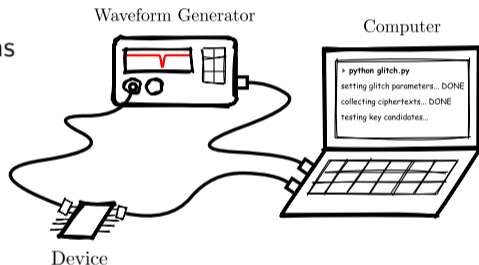 Waveform Generator
Computer
> python glitch.py
setting glitch parameters... DONE
collecting ciphertexts... DONE
testing key candidates...
Device